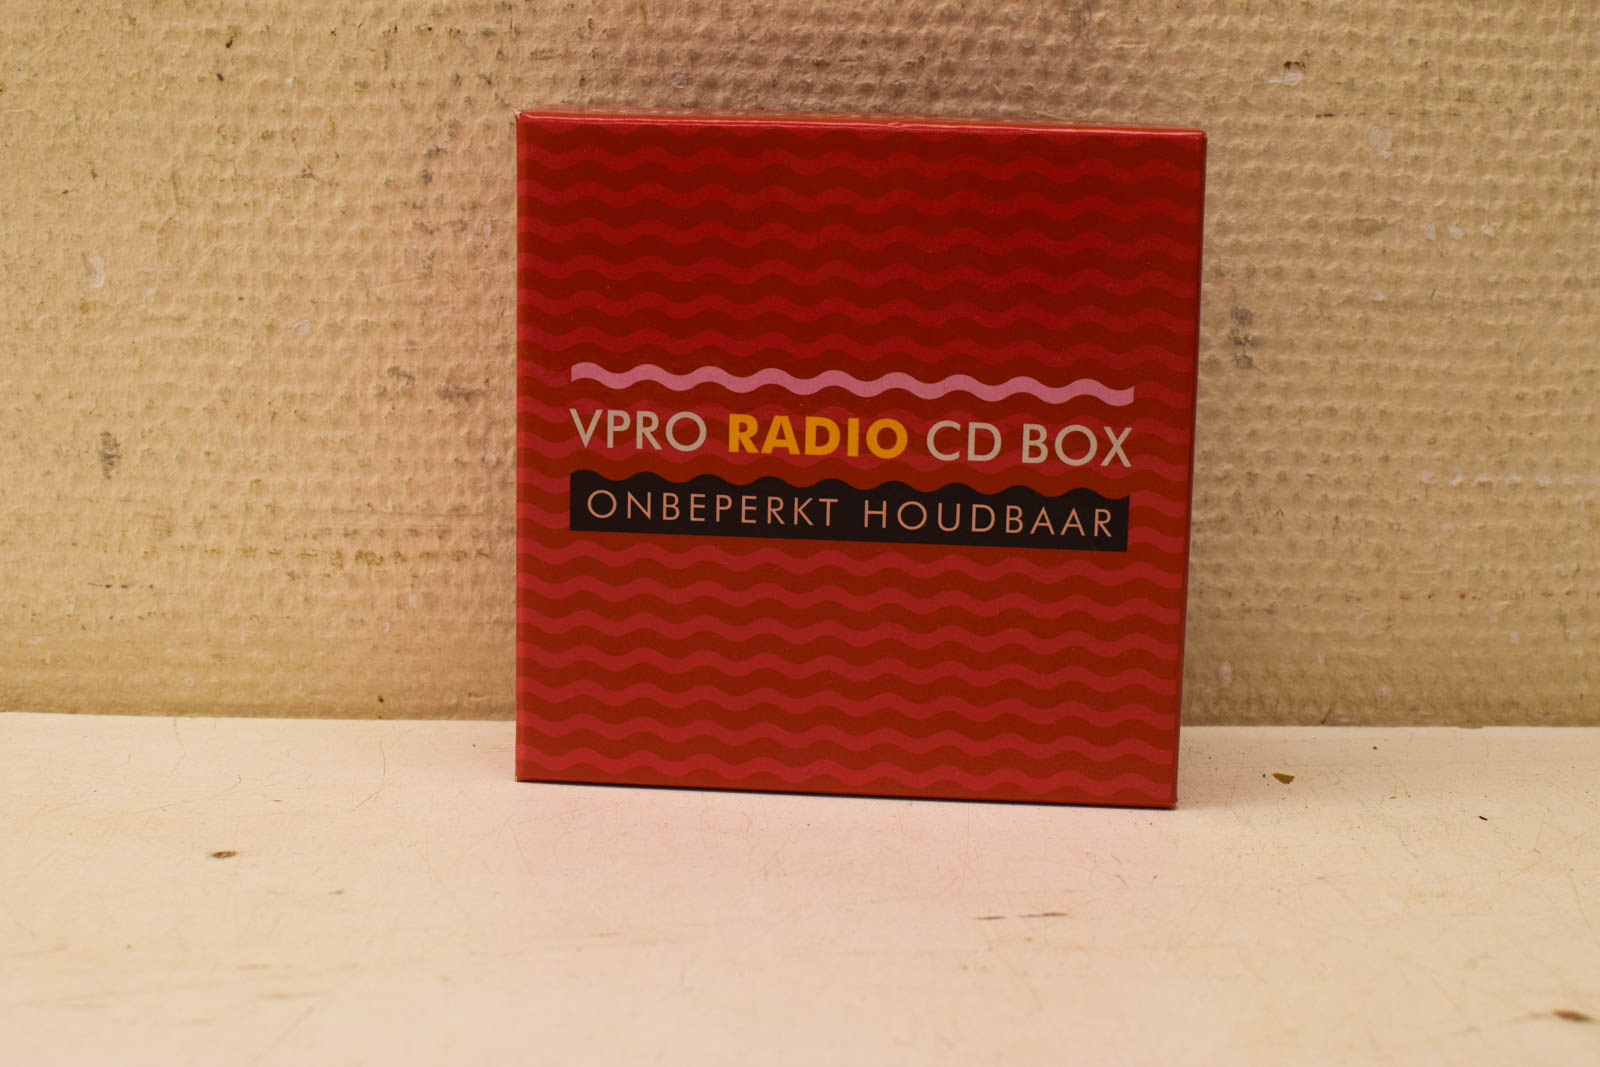 VPRO RADIO CD BOX
ONBEPERKT HOUDBAAR